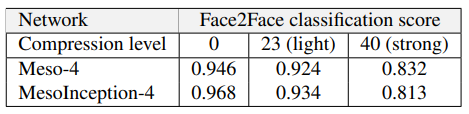 Network Face2Face classification score
Compression level 0 23 (light) 40 (strong)
Meso-4 0.946 0.924 0.832
MesoInception-4 0.968 0.934 0.813